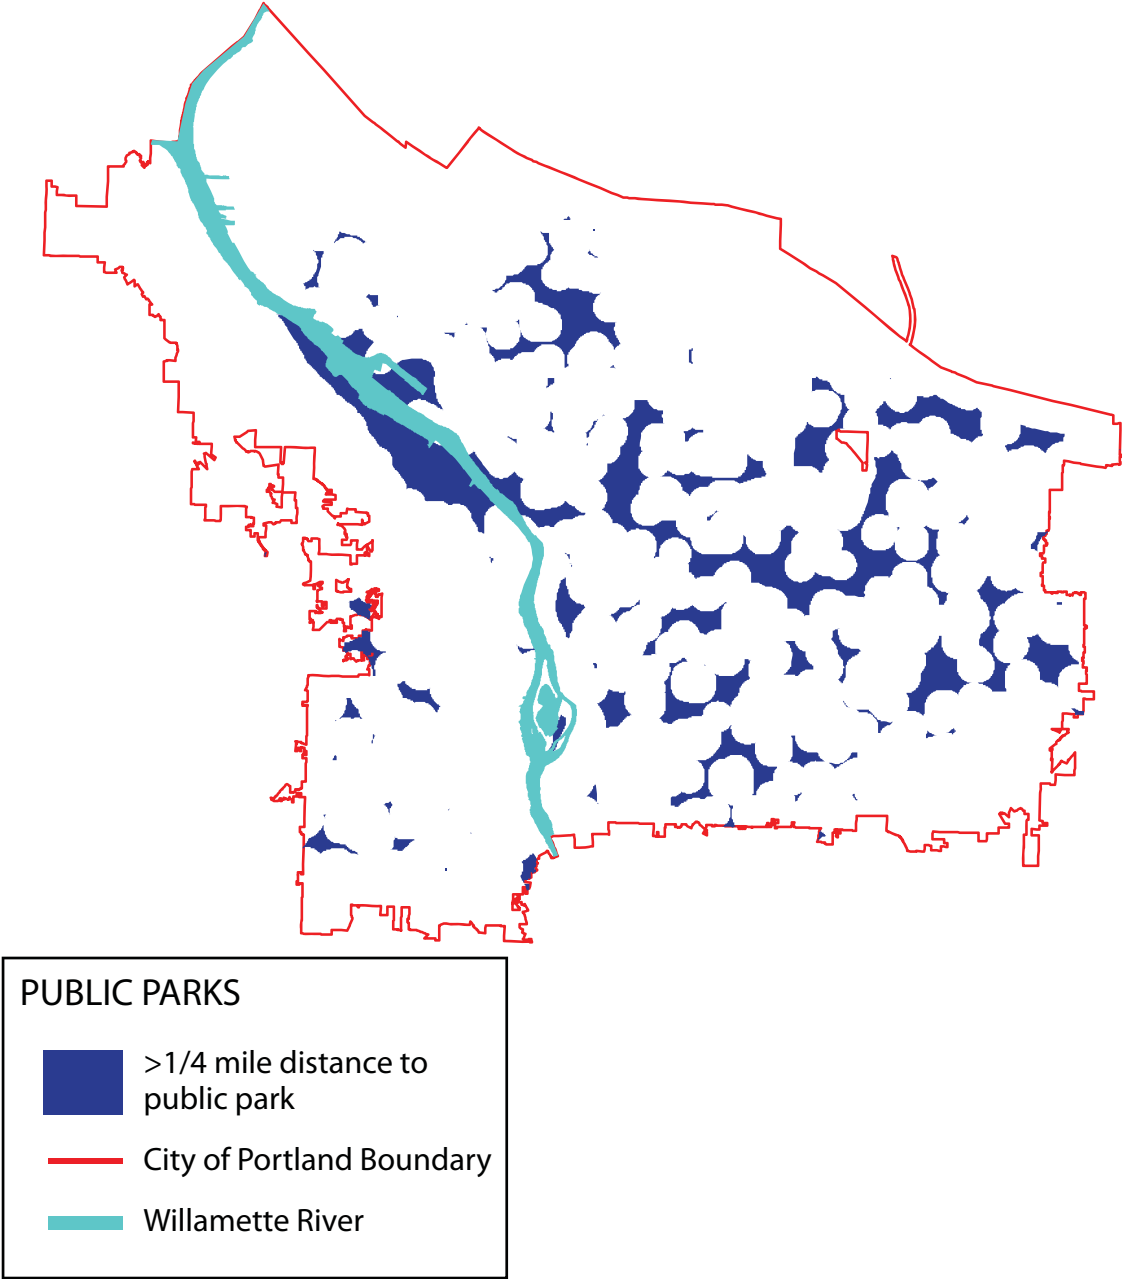 PUBLIC PARKS
>1/4 mile distance to
public park
City of Portland Boundary
Willamette River